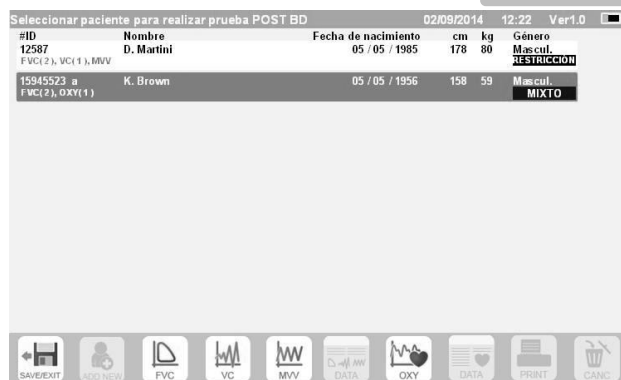 Seleccionar paciente para realizar prueba POST BD 02/09/2014 12:22 Ver1.0
#ID Nombre Fecha de nacimiento cm kg Género
12587 D. Martini 05 / 05 / 1985 178 80 Mascul.
FVC( 2 ), VC( 1 ), MVV RESTRICCIÓN
15945523 a K. Brown 05 / 05 / 1956 158 59 Mascul.
FVC( 2 ), OXY( 1 ) MIXTO
SAVE/EXIT ADD NEW FVC VC MVV DATA OXY DATA PRINT CANC